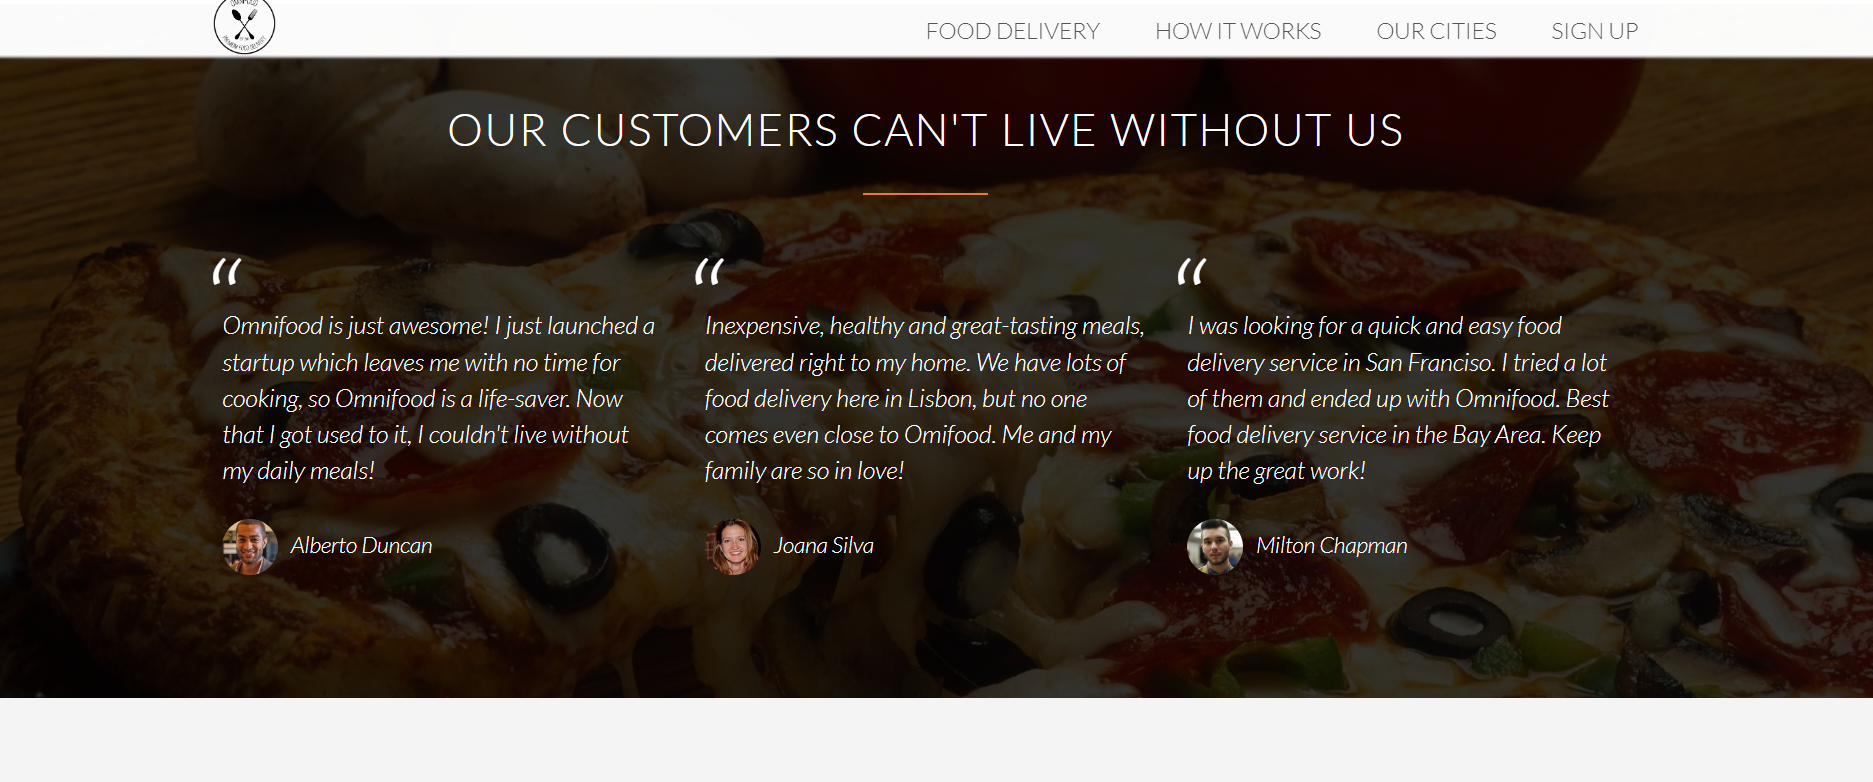 FOOD DELIVERY HOW IT WORKS OUR CITIES SIGN UP
OUR CUSTOMERS CAN'T LIVE WITHOUT US
“
Omnifood is just awesome! I just launched a
startup which leaves me with no time for
cooking, so Omnifood is a life-saver. Now
that I got used to it, I couldn't live without
my daily meals!
Alberto Duncan
“
Inexpensive, healthy and great-tasting meals,
delivered right to my home. We have lots of
food delivery here in Lisbon, but no one
comes even close to Omifood. Me and my
family are so in love!
Joana Silva
“
I was looking for a quick and easy food
delivery service in San Franciso. I tried a lot
of them and ended up with Omnifood. Best
food delivery service in the Bay Area. Keep
up the great work!
Milton Chapman